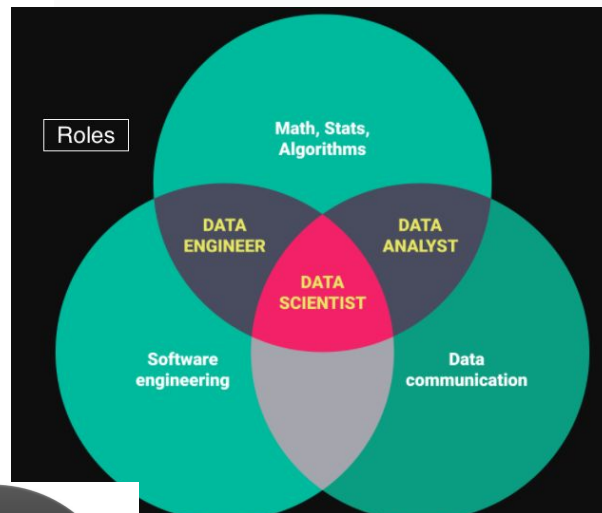 Roles
Math, Stats,
Algorithms
DATA
ENGINEER
DATA
ANALYST
DATA
SCIENTIST
Software
engineering
Data
communication